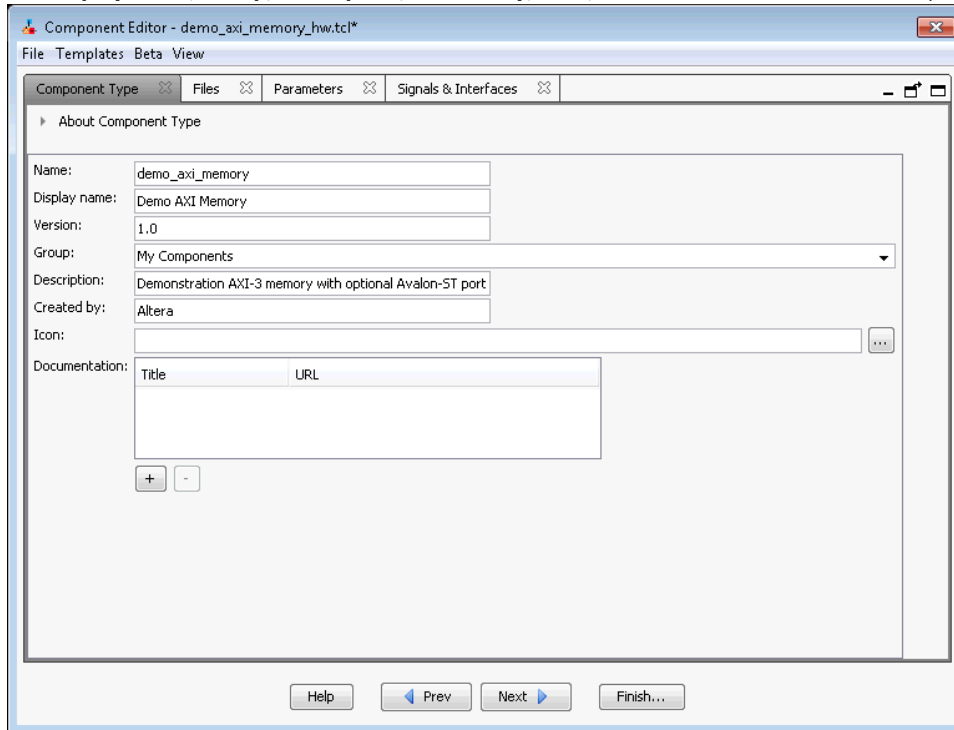 Component Editor - demo_axi_memory_hw.tcl*
File Templates Beta View
Component Type Files Parameters Signals & Interfaces
About Component Type
Name: demo_axi_memory
Display name: Demo AXI Memory
Version: 1.0
Group: My Components
Description: Demonstration AXI-3 memory with optional Avalon-ST port
Created by: Altera
Icon: ...
Documentation: Title URL
+ -
Help Prev Next Finish...